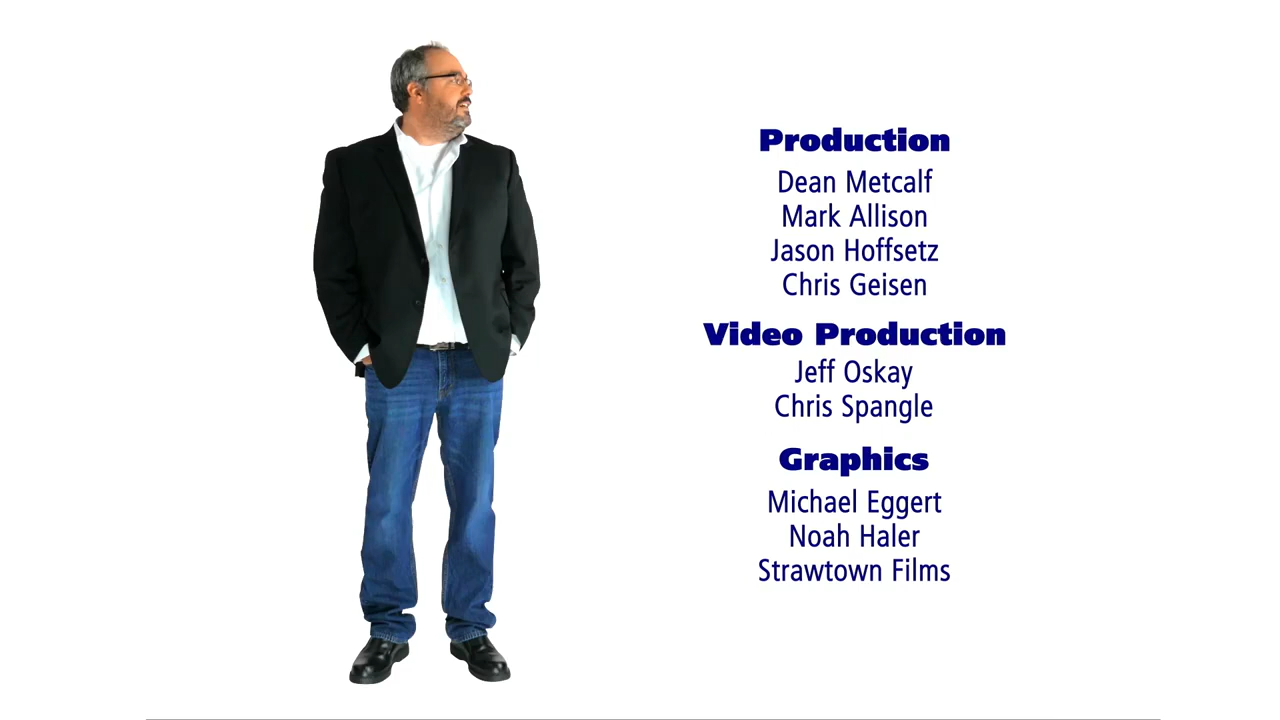 Production
Dean Metcalf
Mark Allison
Jason Hoffsetz
Chris Geisen
Video Production
Jeff Oskay
Chris Spangle
Graphics
Michael Eggert
Noah Haler
Strawtown Films